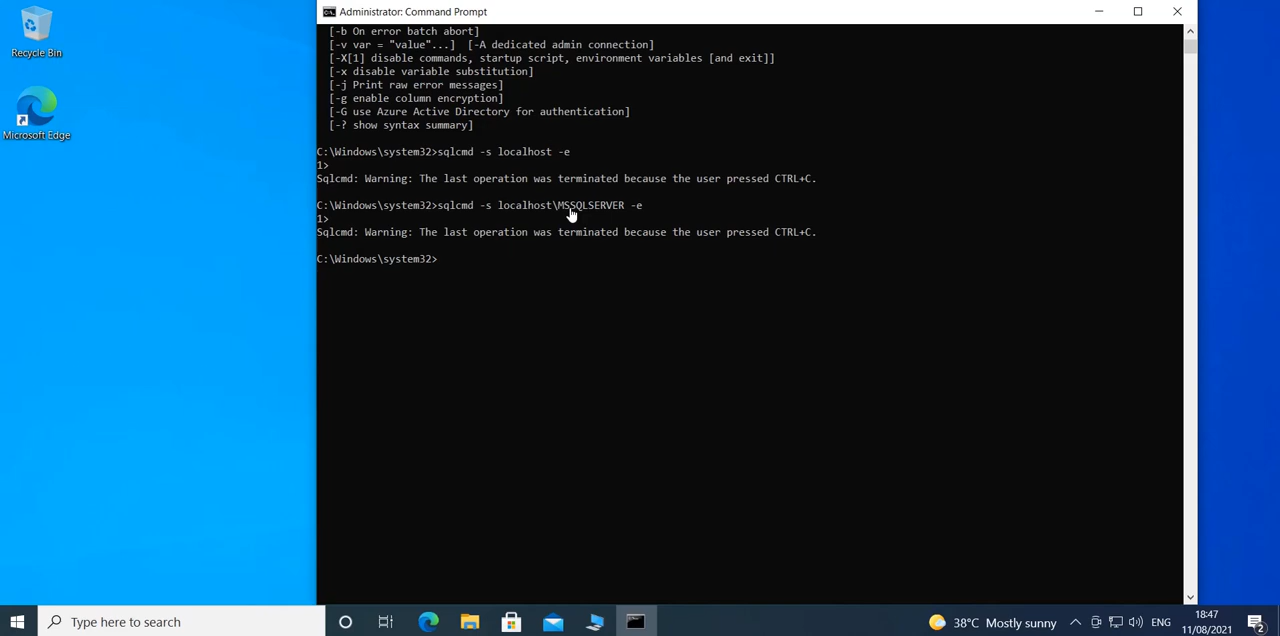 Recycle Bin
Microsoft Edge
Administrator: Command Prompt
[-b On error batch abort]
[-v var = "value"...]  [-A dedicated admin connection]
[-X[1] disable commands, startup script, environment variables [and exit]]
[-x disable variable substitution]
[-j Print raw error messages]
[-g enable column encryption]
[-G use Azure Active Directory for authentication]
[-? show syntax summary]
C:\Windows\system32>sqlcmd -s localhost -e
1>
Sqlcmd: Warning: The last operation was terminated because the user pressed CTRL+C.
C:\Windows\system32>sqlcmd -s localhost\MSSQLSERVER -e
1>
Sqlcmd: Warning: The last operation was terminated because the user pressed CTRL+C.
C:\Windows\system32>
Type here to search
38°C Mostly sunny
ENG
18:47
11/08/2021
2